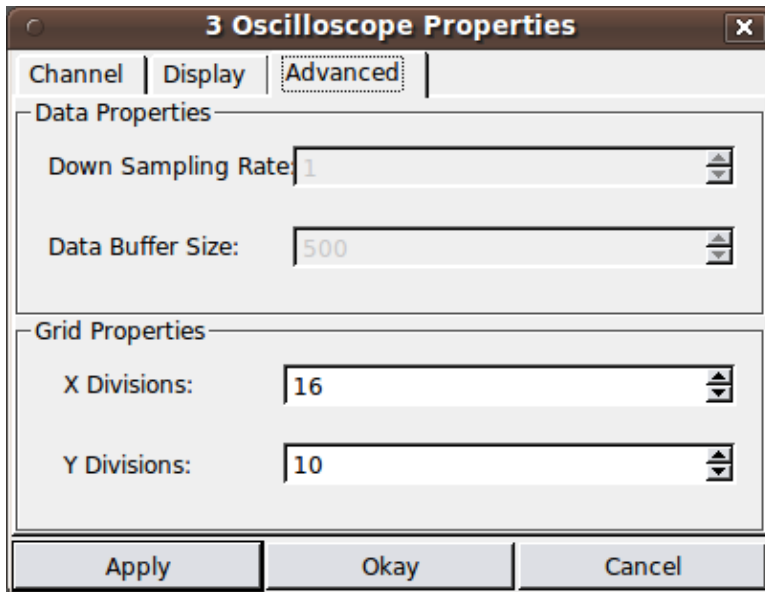 3 Oscilloscope Properties
Channel Display Advanced
Data Properties
Down Sampling Rate: 1
Data Buffer Size: 500
Grid Properties
X Divisions: 16
Y Divisions: 10
Apply Okay Cancel